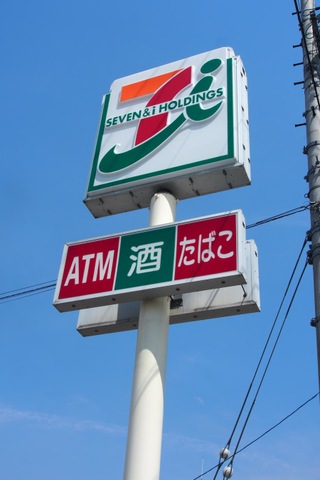 SEVEN & i HOLDINGS
ATM 酒 たばこ